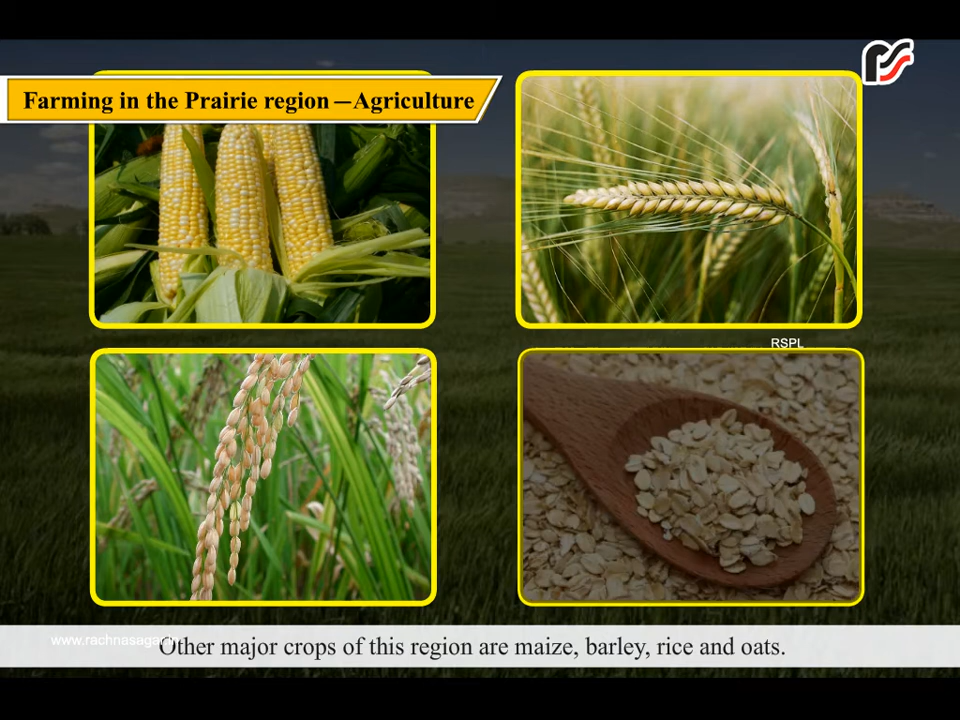 Farming in the Prairie region—Agriculture
RSPL
www.rachnasagar.in
Other major crops of this region are maize, barley, rice and oats.